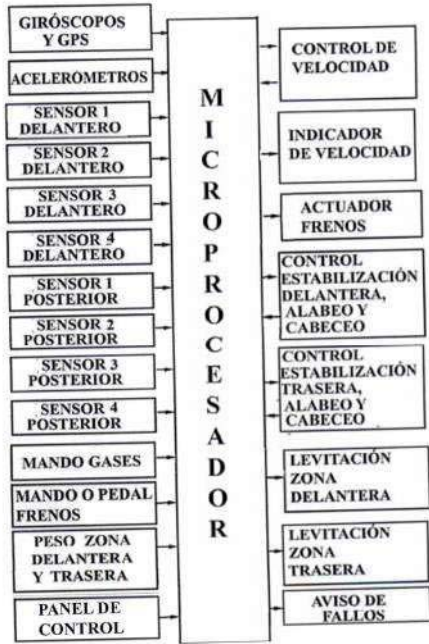 GIRÓSCOPOS
Y GPS
ACELERÓMETROS
SENSOR 1
DELANTERO
SENSOR 2
DELANTERO
SENSOR 3
DELANTERO
SENSOR 4
DELANTERO
SENSOR 1
POSTERIOR
SENSOR 2
POSTERIOR
SENSOR 3
POSTERIOR
SENSOR 4
POSTERIOR
MANDO GASES
MANDO O PEDAL
FRENOS
PESO ZONA
DELANTERA
Y TRASERA
PANEL DE
CONTROL
MICROPROCESADOR
CONTROL DE
VELOCIDAD
INDICADOR
DE VELOCIDAD
ACTUADOR
FRENOS
CONTROL
ESTABILIZACIÓN
DELANTERA,
ALABEO Y
CABECEO
CONTROL
ESTABILIZACIÓN
TRASERA,
ALABEO Y
CABECEO
LEVITACIÓN
ZONA
DELANTERA
LEVITACIÓN
ZONA
TRASERA
AVISO DE
FALLOS